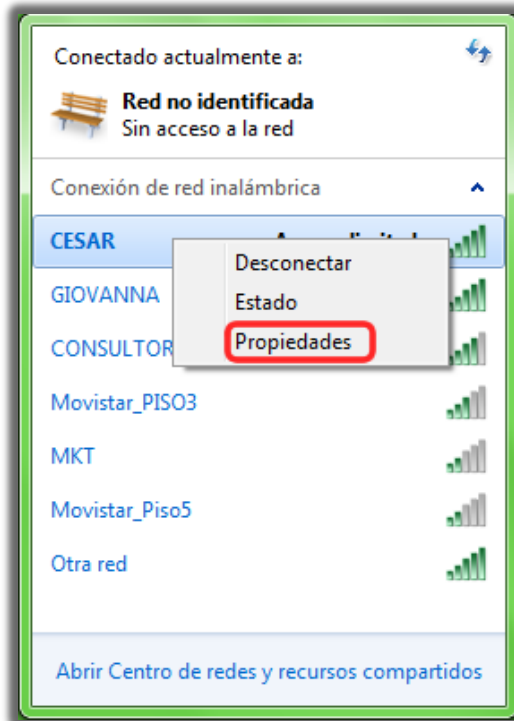 Conectado actualmente a:
Red no identificada
Sin acceso a la red
Conexión de red inalámbrica
CESAR
Desconectar
GIOVANNA
Estado
CONSULTOR
Propiedades
Movistar_PISO3
MKT
Movistar_Piso5
Otra red
Abrir Centro de redes y recursos compartidos